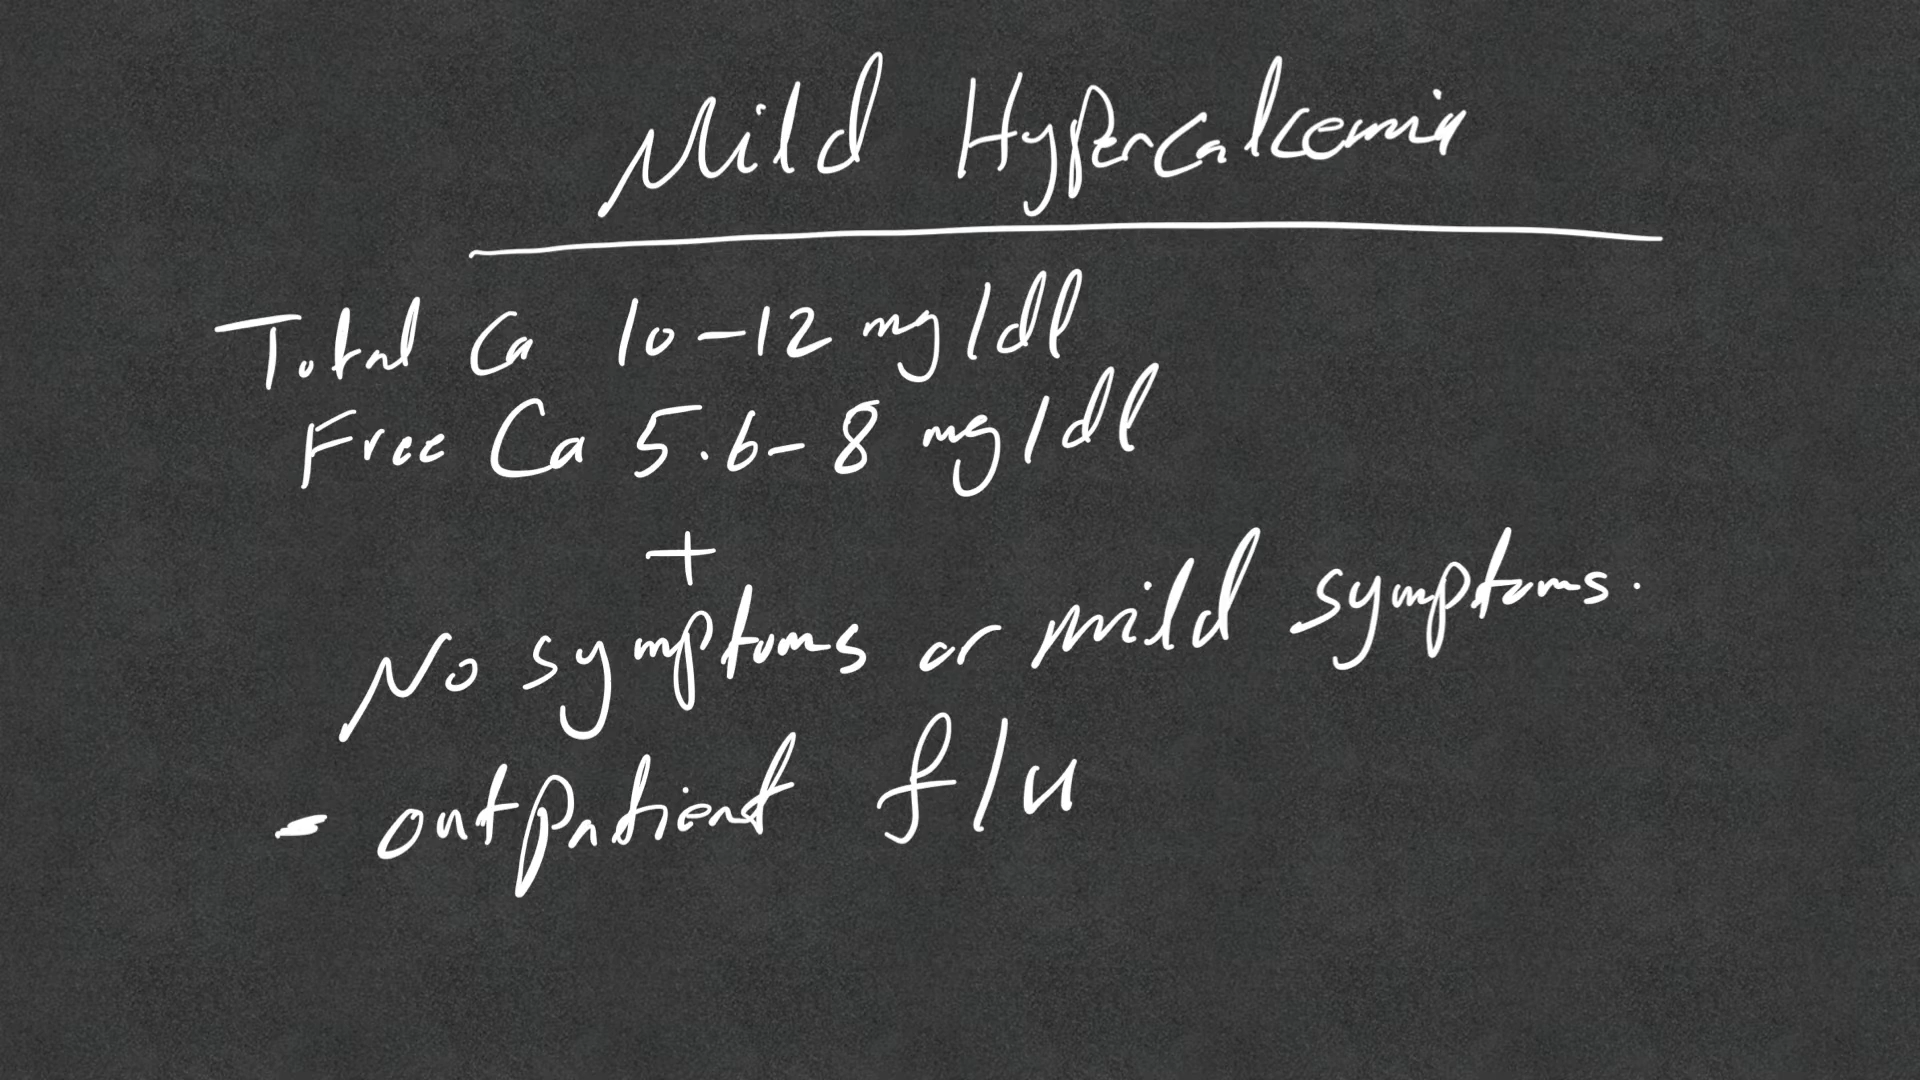 Mild Hypercalcemia
Total Ca 10-12 mg/dl
Free Ca 5.6-8 mg/dl
+
No symptoms or mild symptoms.
- outpatient f/u